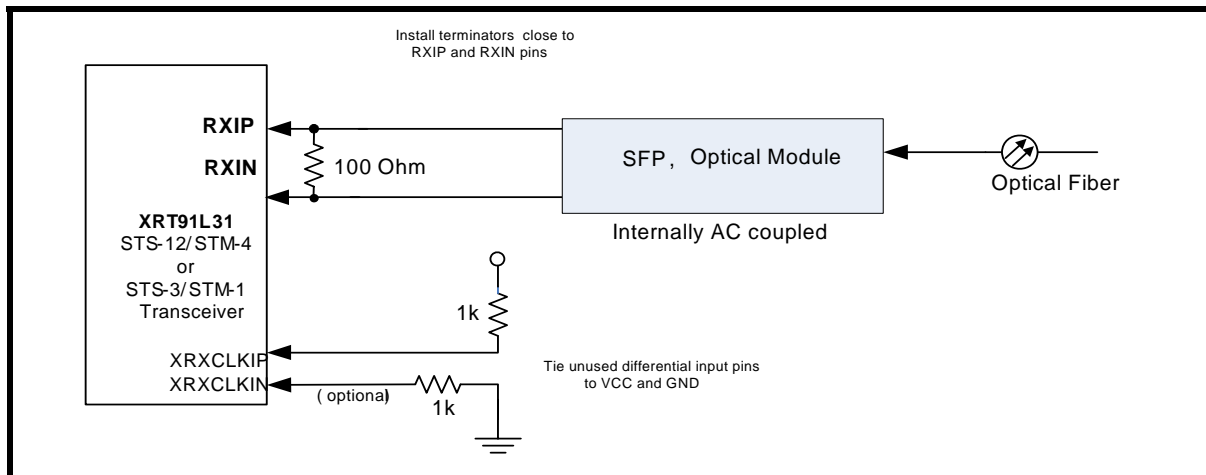 Install terminators close to
RXIP and RXIN pins
RXIP
RXIN
100 Ohm
SFP, Optical Module
Optical Fiber
Internally AC coupled
XRT91L31
STS-12/STM-4
or
STS-3/STM-1
Transceiver
1k
XRXCLKIP
XRXCLKIN
(optional)
1k
Tie unused differential input pins
to VCC and GND